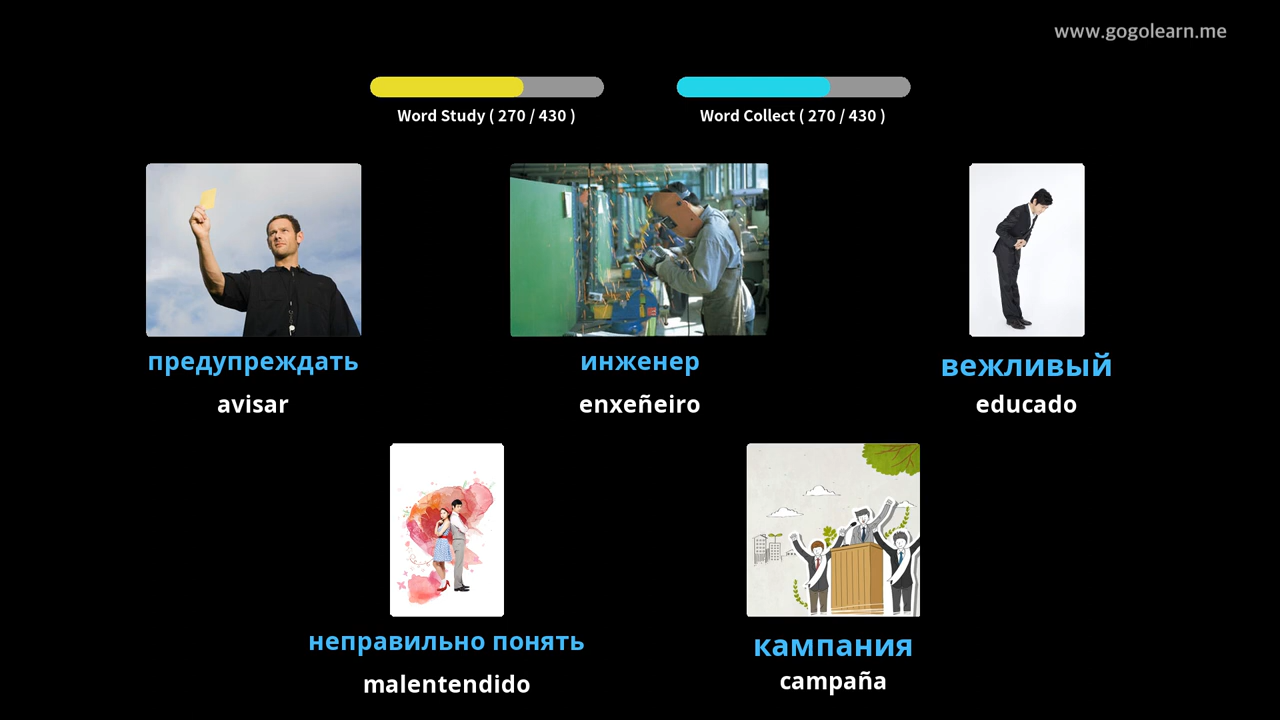 www.gogolearn.me
Word Study ( 270 / 430 )
Word Collect ( 270 / 430 )
предупреждать
avisar
инженер
enxeñeiro
вежливый
educado
неправильно понять
malentendido
кампания
campaña